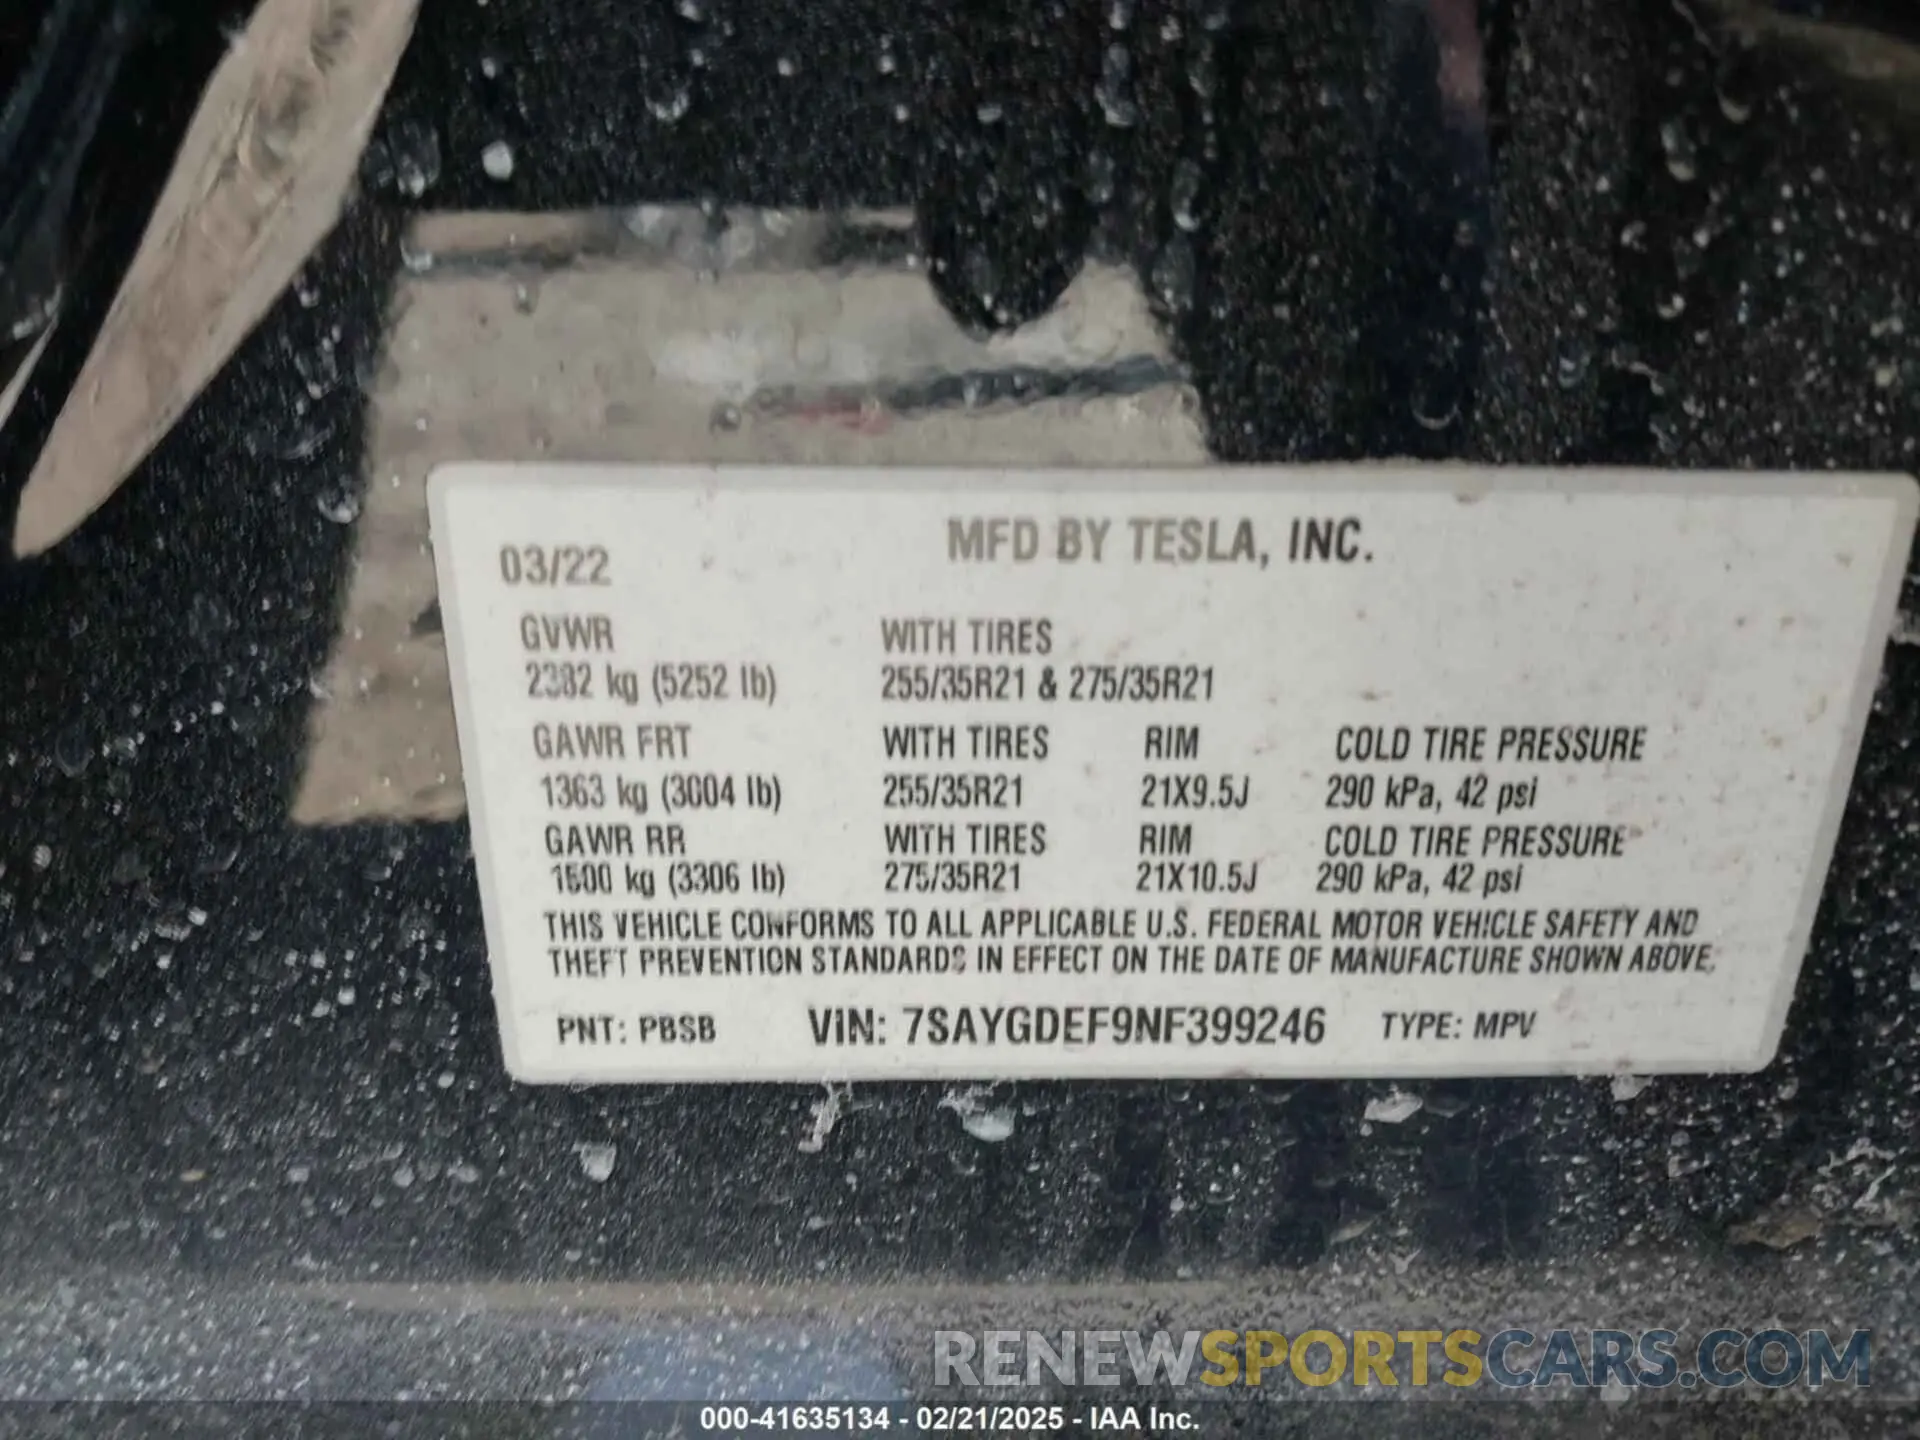 MFD BY TESLA, INC.
03/22
GVWR WITH TIRES
2382 kg (5252 lb) 255/35R21 & 275/35R21
GAWR FRT WITH TIRES RIM COLD TIRE PRESSURE
1363 kg (3004 lb) 255/35R21 21X9.5J 290 kPa, 42 psi
GAWR RR WITH TIRES RIM COLD TIRE PRESSURE
1500 kg (3306 lb) 275/35R21 21X10.5J 290 kPa, 42 psi
THIS VEHICLE CONFORMS TO ALL APPLICABLE U.S. FEDERAL MOTOR VEHICLE SAFETY AND
THEFT PREVENTION STANDARDS IN EFFECT ON THE DATE OF MANUFACTURE SHOWN ABOVE.
PNT: PBSB VIN: 7SAYGDEF9NF399246 TYPE: MPV
RENEWSPORTSCARS.COM
000-41635134 - 02/21/2025 - IAA Inc.